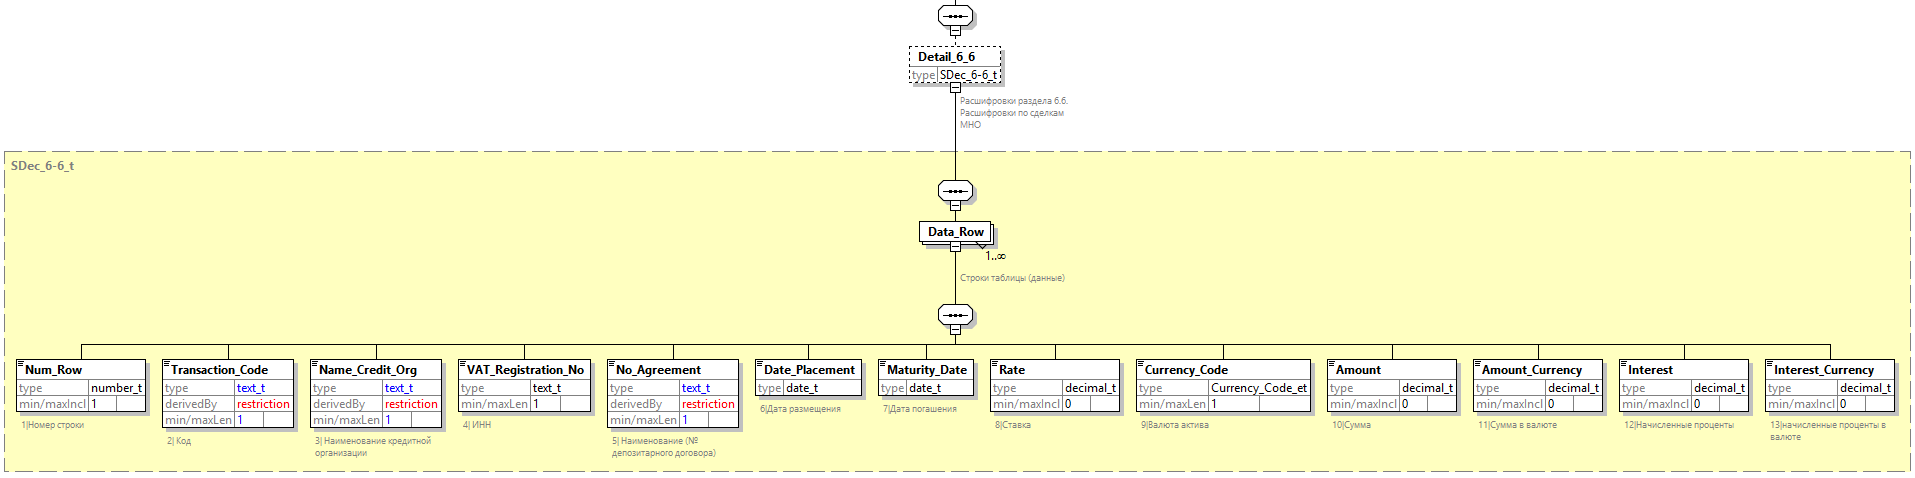 Detail_6_6
type SDec_6-6_t
Расшифровки раздела 6.6.
Расшифровки по сделкам
МНО
SDec_6-6_t
Data_Row
1..∞
Строки таблицы (данные)
Num_Row
type number_t
min/maxIncl 1
1|Номер строки
Transaction_Code
type text_t
derivedBy restriction
min/maxLen 1
2| Код
Name_Credit_Org
type text_t
derivedBy restriction
min/maxLen 1
3| Наименование кредитной
организации
VAT_Registration_No
type text_t
min/maxLen 1
4| ИНН
No_Agreement
type text_t
derivedBy restriction
min/maxLen 1
5| Наименование (№
депозитарного договора)
Date_Placement
type date_t
6|Дата размещения
Maturity_Date
type date_t
7|Дата погашения
Rate
type decimal_t
min/maxIncl 0
8|Ставка
Currency_Code
type Currency_Code_et
min/maxLen 1
9|Валюта актива
Amount
type decimal_t
min/maxIncl 0
10|Сумма
Amount_Currency
type decimal_t
min/maxIncl 0
11|Сумма в валюте
Interest
type decimal_t
min/maxIncl 0
12|Начисленные проценты
Interest_Currency
type decimal_t
min/maxIncl 0
13|начисленные проценты в
валюте